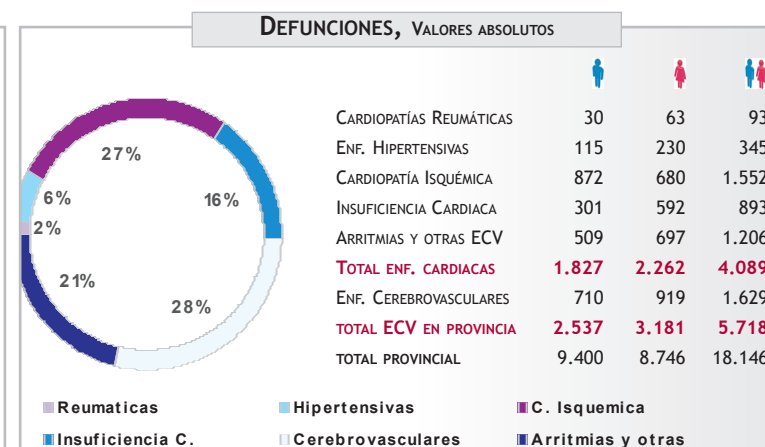 DEFUNCIONES, VALORES ABSOLUTOS
CARDIOPATÍAS REUMÁTICAS 30 63 93
ENF. HIPERTENSIVAS 115 230 345
CARDIOPATÍA ISQUÉMICA 872 680 1.552
INSUFICIENCIA CARDIACA 301 592 893
ARRITMIAS Y OTRAS ECV 509 697 1.206
TOTAL ENF. CARDIACAS 1.827 2.262 4.089
ENF. CEREBROVASCULARES 710 919 1.629
TOTAL ECV EN PROVINCIA 2.537 3.181 5.718
TOTAL PROVINCIAL 9.400 8.746 18.146
27%
6%
16%
2%
21%
28%
Reumaticas Hipertensivas C. Isquemica
Insuficiencia C. Cerebrovasculares Arritmias y otras